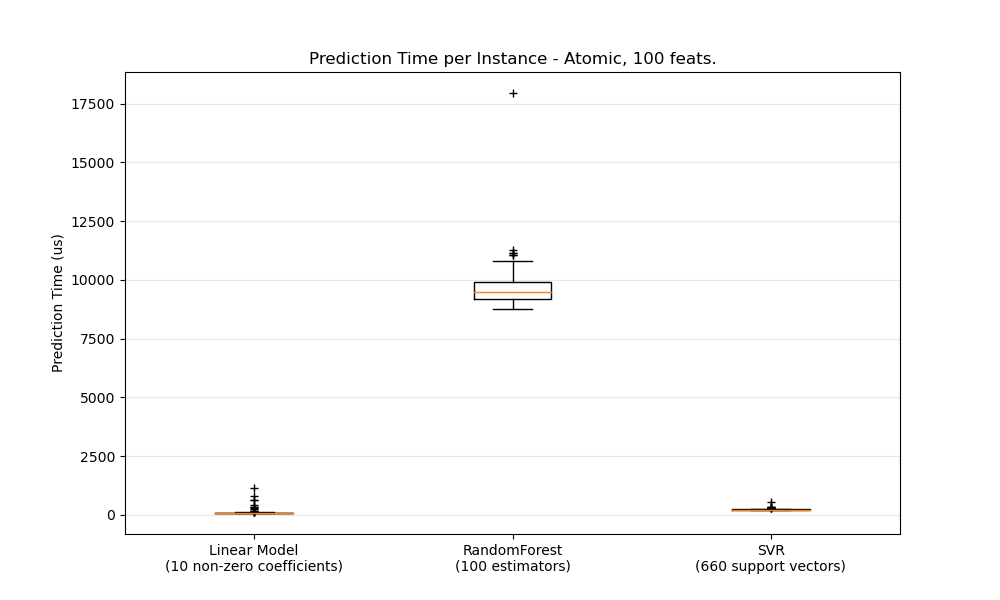 Prediction Time per Instance - Atomic, 100 feats.
Prediction Time (us)
17500
15000
12500
10000
7500
5000
2500
0
Linear Model
(10 non-zero coefficients)
RandomForest
(100 estimators)
SVR
(660 support vectors)